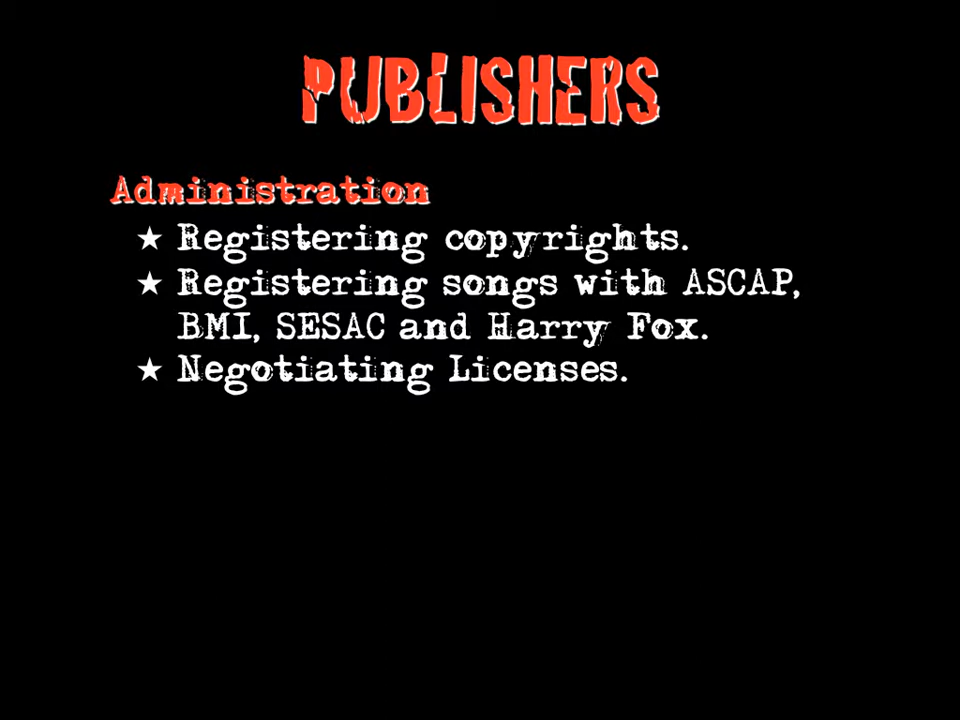 PUBLISHERS
Administration
★ Registering copyrights.
★ Registering songs with ASCAP,
BMI, SESAC and Harry Fox.
★ Negotiating Licenses.